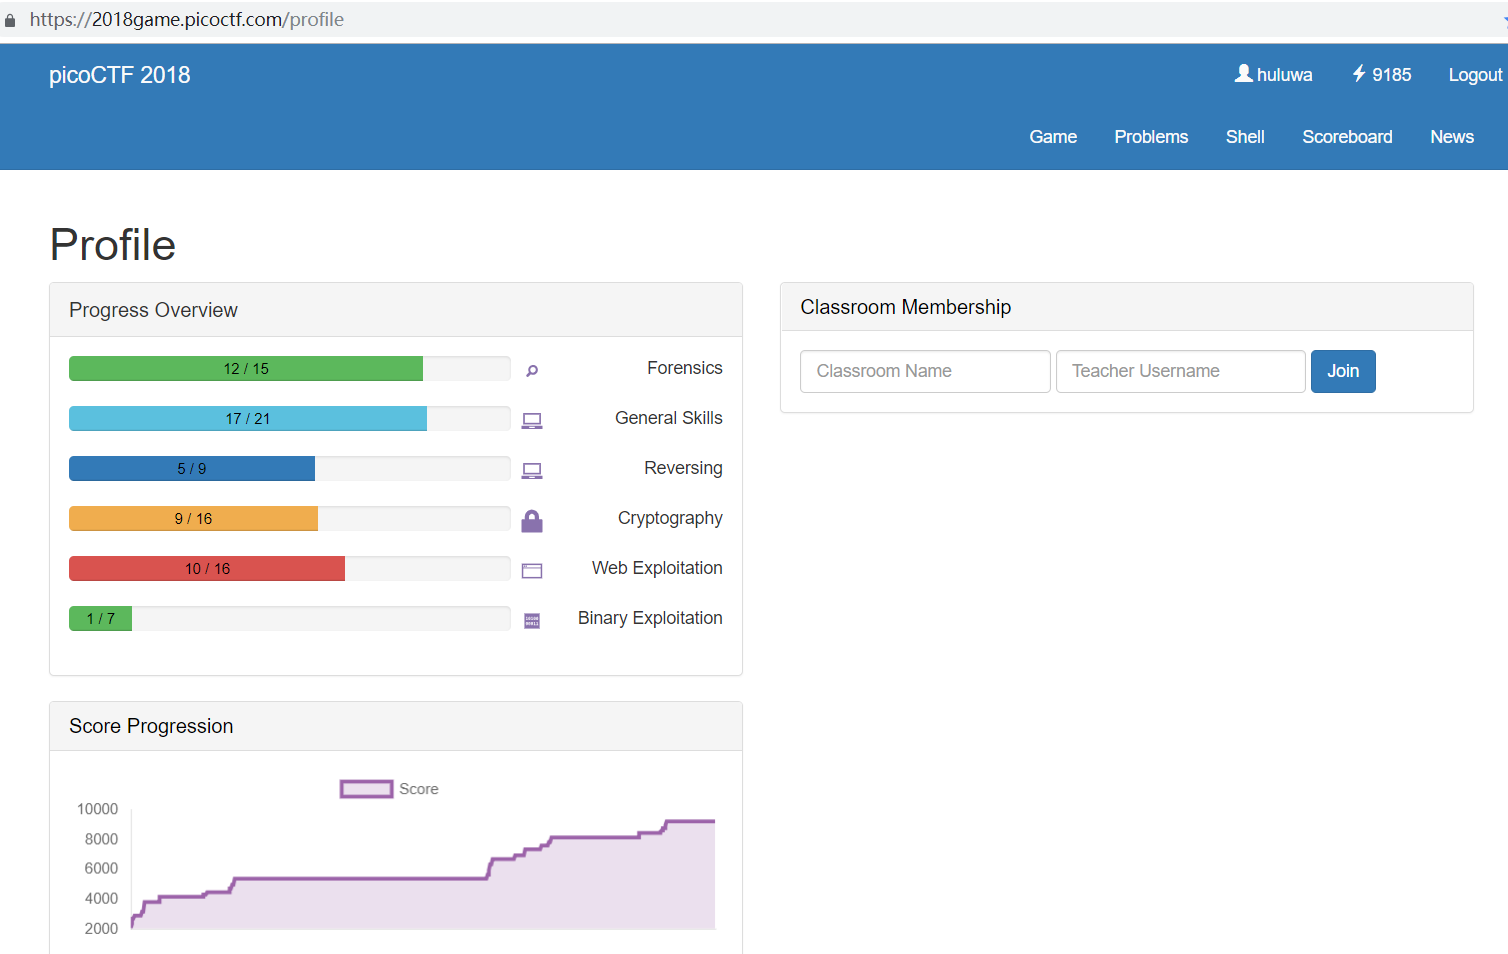 https://2018game.picoctf.com/profile
picoCTF 2018
huluwa 9185 Logout
Game Problems Shell Scoreboard News
Profile
Progress Overview
12 / 15 Forensics
17 / 21 General Skills
5 / 9 Reversing
9 / 16 Cryptography
10 / 16 Web Exploitation
1 / 7 Binary Exploitation
Classroom Membership
Classroom Name Teacher Username Join
Score Progression
Score
10000
8000
6000
4000
2000